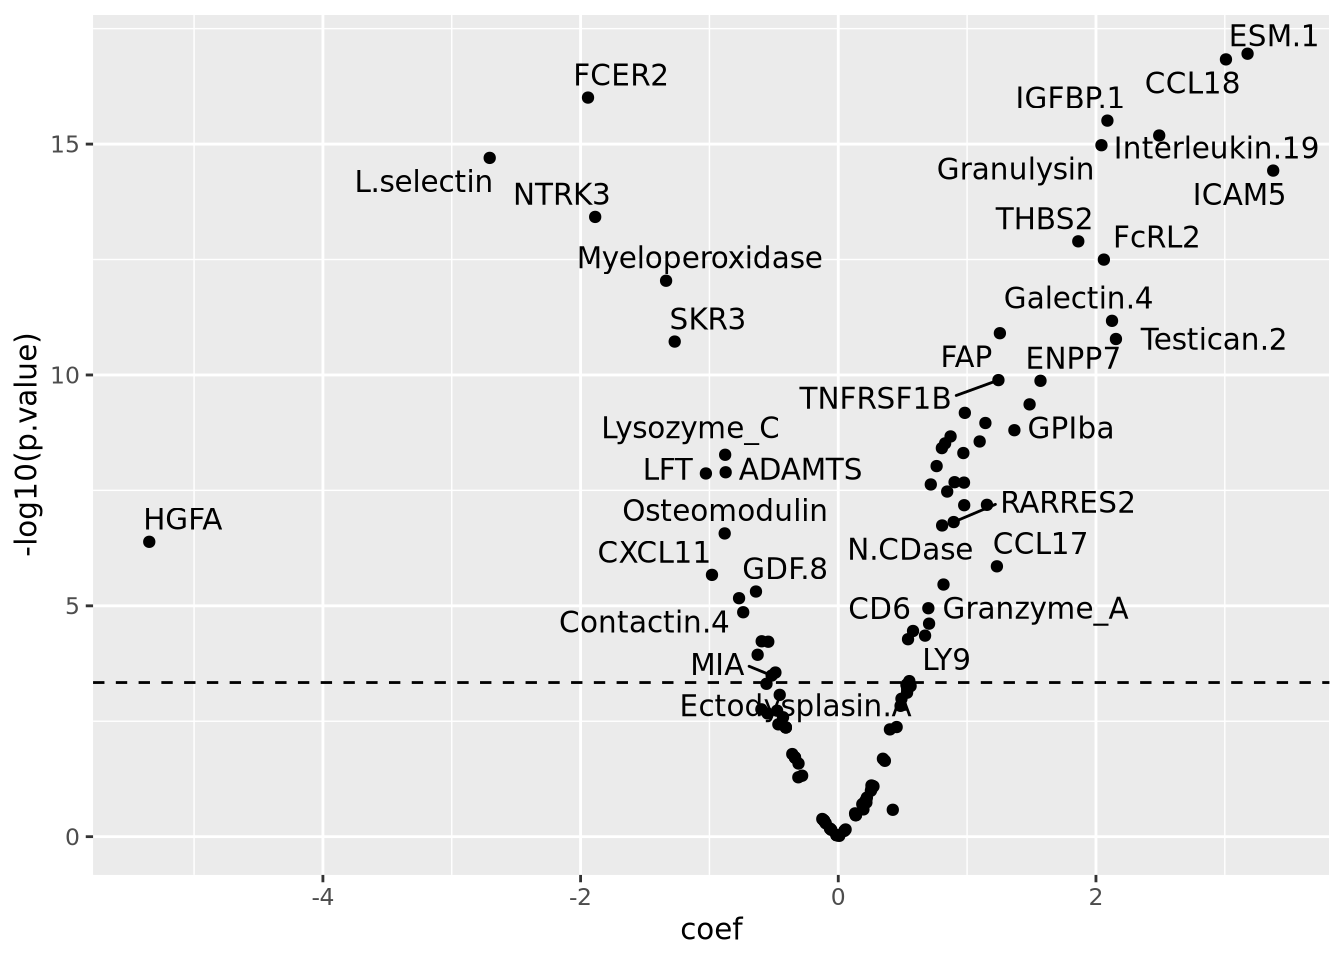 ESM.1
FCER2
CCL18
IGFBP.1
15
Interleukin.19
Granulysin
L.selectin
NTRK3
ICAM5
THBS2
FcRL2
Myeloperoxidase
Galectin.4
SKR3
Testican.2
FAP
ENPP7
10
TNFRSF1B
Lysozyme_C
GPIba
LFT
ADAMTS
RARRES2
Osteomodulin
HGFA
CXCL11
N.CDase
CCL17
GDF.8
5
CD6
Granzyme_A
Contactin.4
MIA
LY9
Ectodysplasin.A
0
-4
-2
0
2
coef
-log10(p.value)